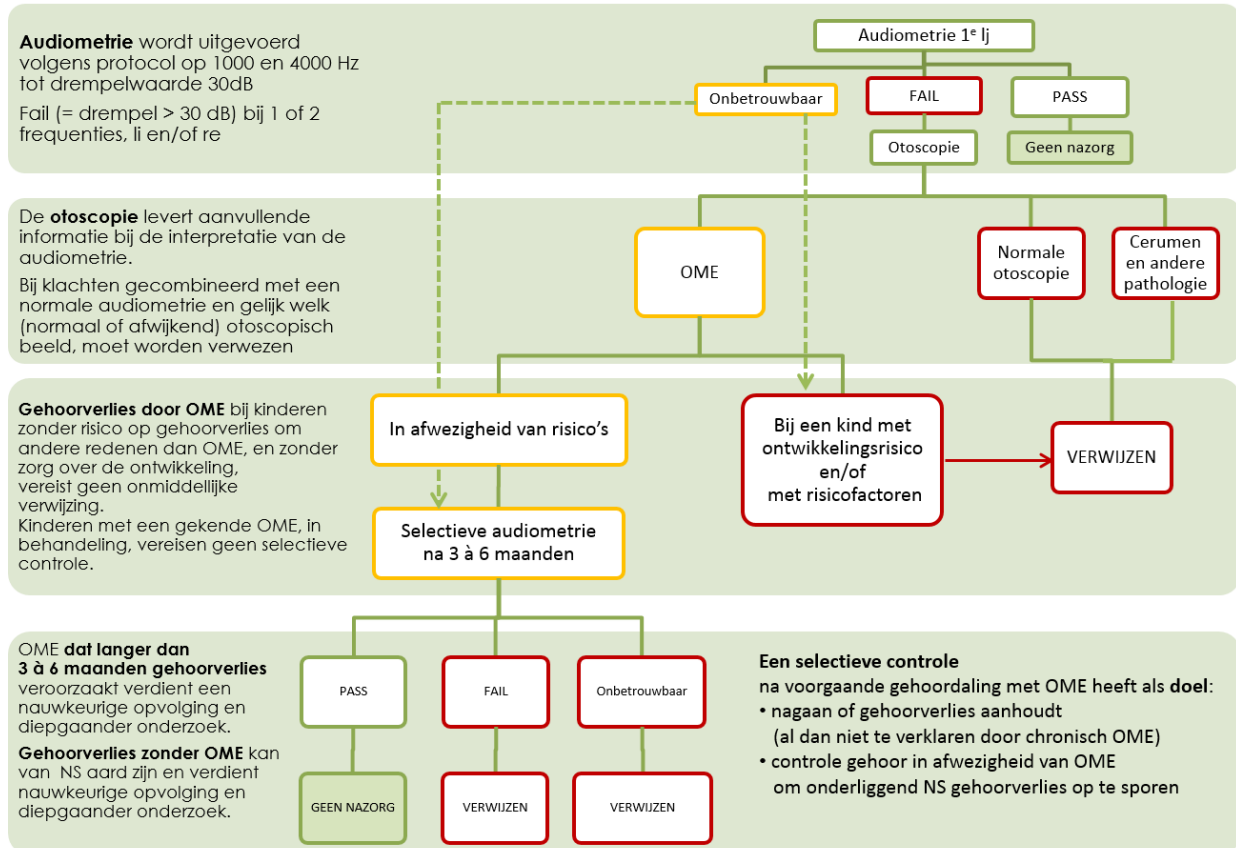 Audiometrie wordt uitgevoerd
volgens protocol op 1000 en 4000 Hz
tot drempelwaarde 30dB
Fail (= drempel > 30 dB) bij 1 of 2
frequenties, li en/of re
Audiometrie 1e lj
Onbetrouwbaar
FAIL
PASS
Otoscopie
Geen nazorg
De otoscopie levert aanvullende
informatie bij de interpretatie van de
audiometrie.
Bij klachten gecombineerd met een
normale audiometrie en gelijk welk
(normaal of afwijkend) otoscopisch
beeld, moet worden verwezen
OME
Normale
otoscopie
Cerumen
en andere
pathologie
Gehoorverlies door OME bij kinderen
zonder risico op gehoorverlies om
andere redenen dan OME, en zonder
zorg over de ontwikkeling,
vereist geen onmiddellijke
verwijzing.
Kinderen met een gekende OME, in
behandeling, vereisen geen selectieve
controle.
In afwezigheid van risico's
Bij een kind met
ontwikkelingsrisico
en/of
met risicofactoren
VERWIJZEN
Selectieve audiometrie
na 3 à 6 maanden
OME dat langer dan
3 à 6 maanden gehoorverlies
veroorzaakt verdient een
nauwkeurige opvolging en
diepgaander onderzoek.
Gehoorverlies zonder OME kan
van NS aard zijn en verdient
nauwkeurige opvolging en
diepgaander onderzoek.
PASS
FAIL
Onbetrouwbaar
GEEN NAZORG
VERWIJZEN
VERWIJZEN
Een selectieve controle
na voorgaande gehoordaling met OME heeft als doel:
• nagaan of gehoorverlies aanhoudt
(al dan niet te verklaren door chronisch OME)
• controle gehoor in afwezigheid van OME
om onderliggend NS gehoorverlies op te sporen